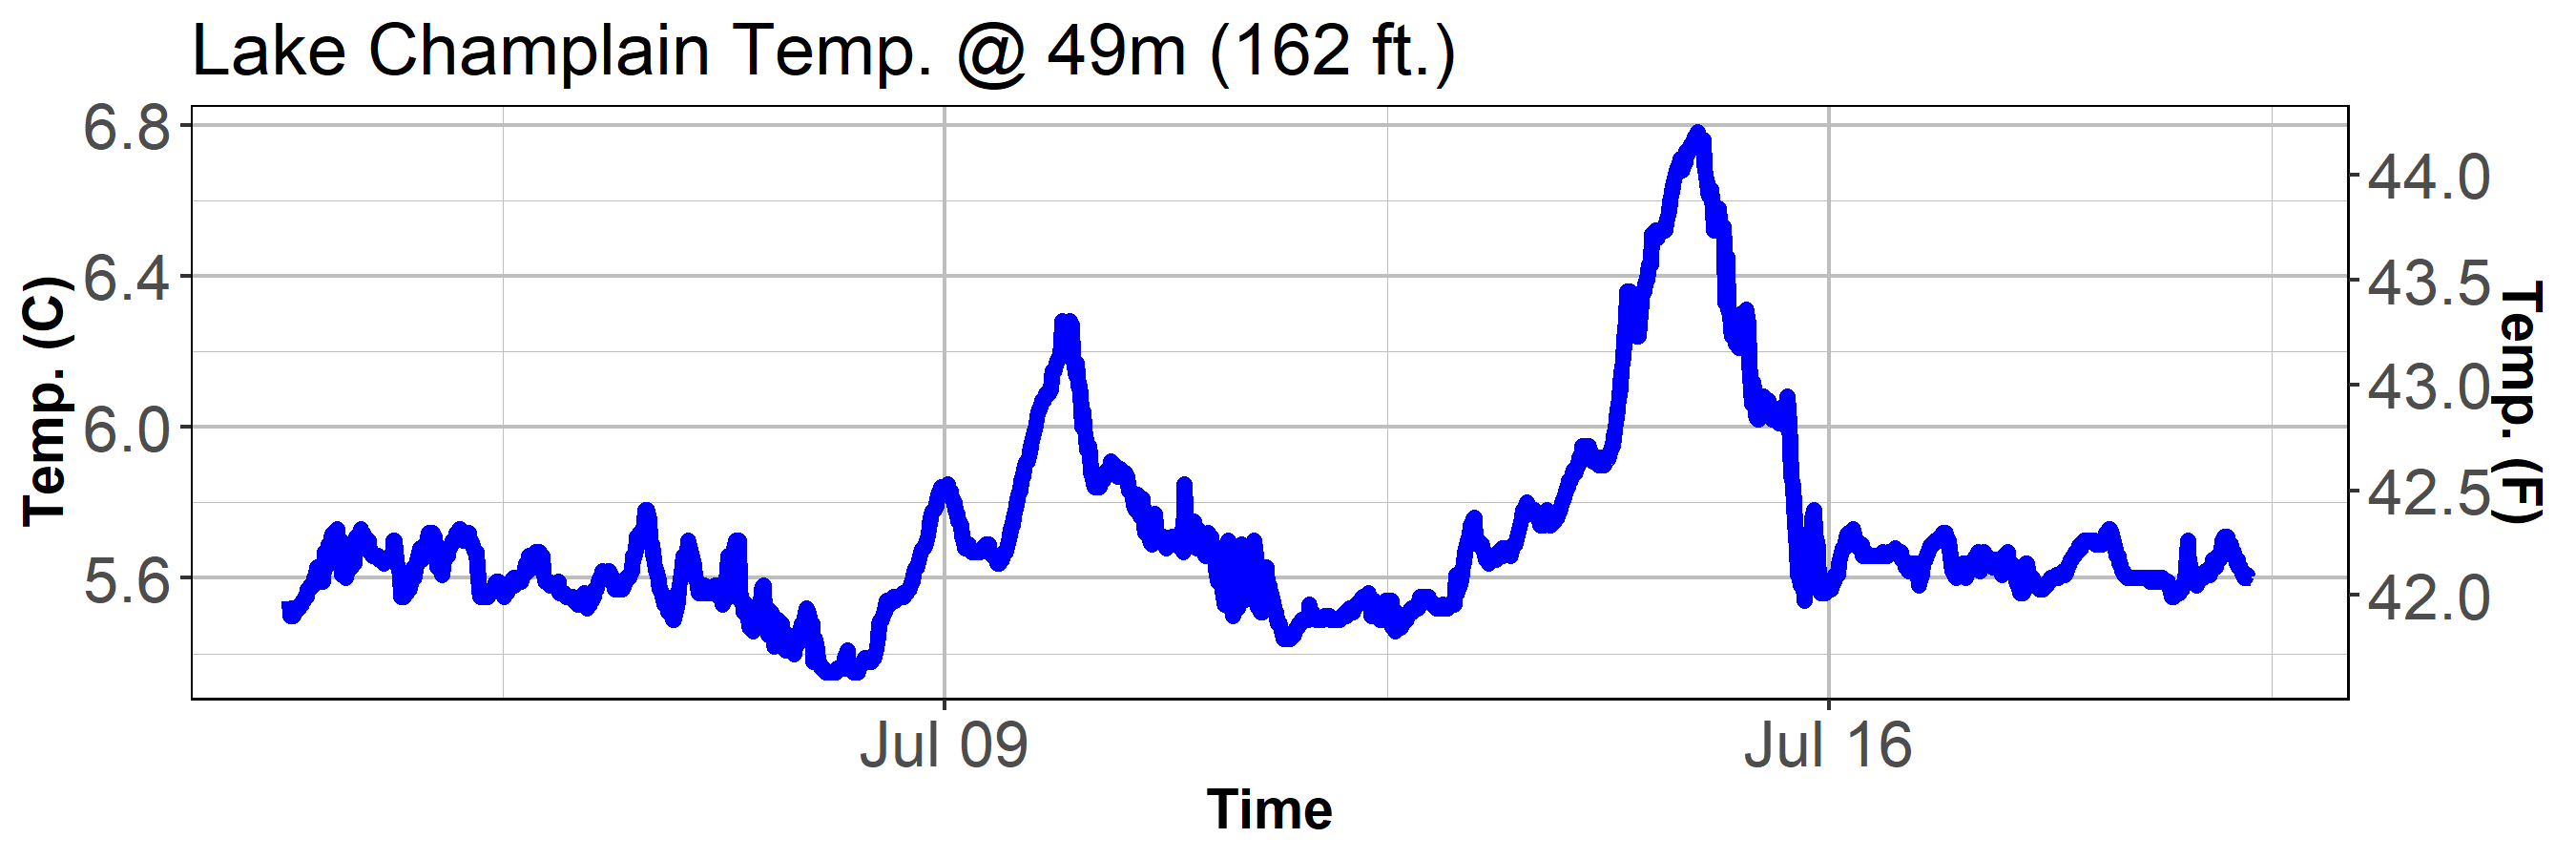 Lake Champlain Temp. @ 49m (162 ft.)
6.8
6.4
6.0
5.6
Temp. (C)
44.0
43.5
43.0
42.5
42.0
Temp. (F)
Jul 09
Jul 16
Time